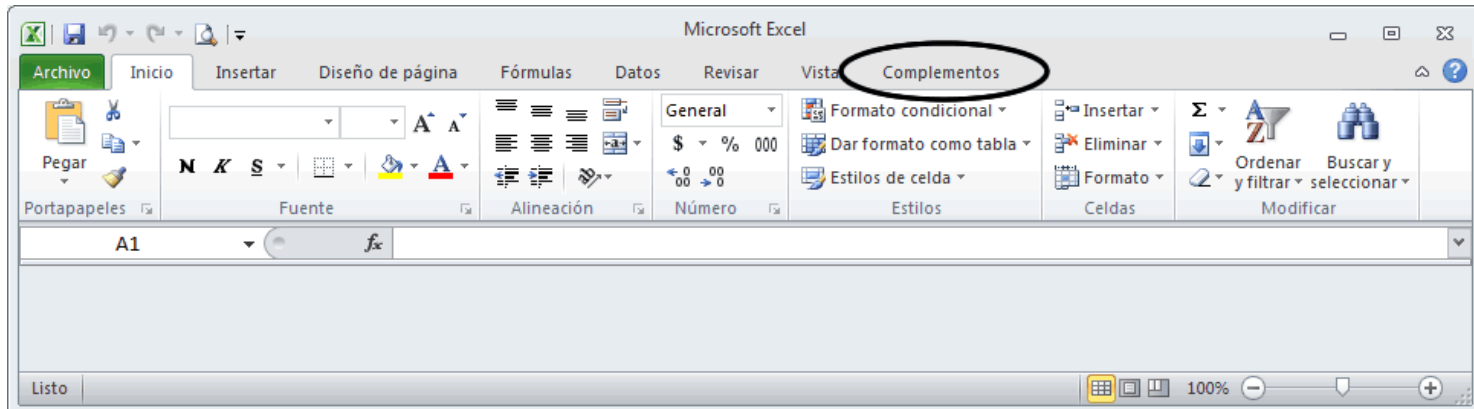 Microsoft Excel
Archivo Inicio Insertar Diseño de página Fórmulas Datos Revisar Vista Complementos
General Formato condicional Insertar Σ
Pegar N K S A A A $ % 000 Dar formato como tabla Eliminar Ordenar y filtrar Buscar y seleccionar
Estilos de celda Formato
Portapapeles Fuente Alineación Número Estilos Celdas Modificar
A1 fx
Listo 100%